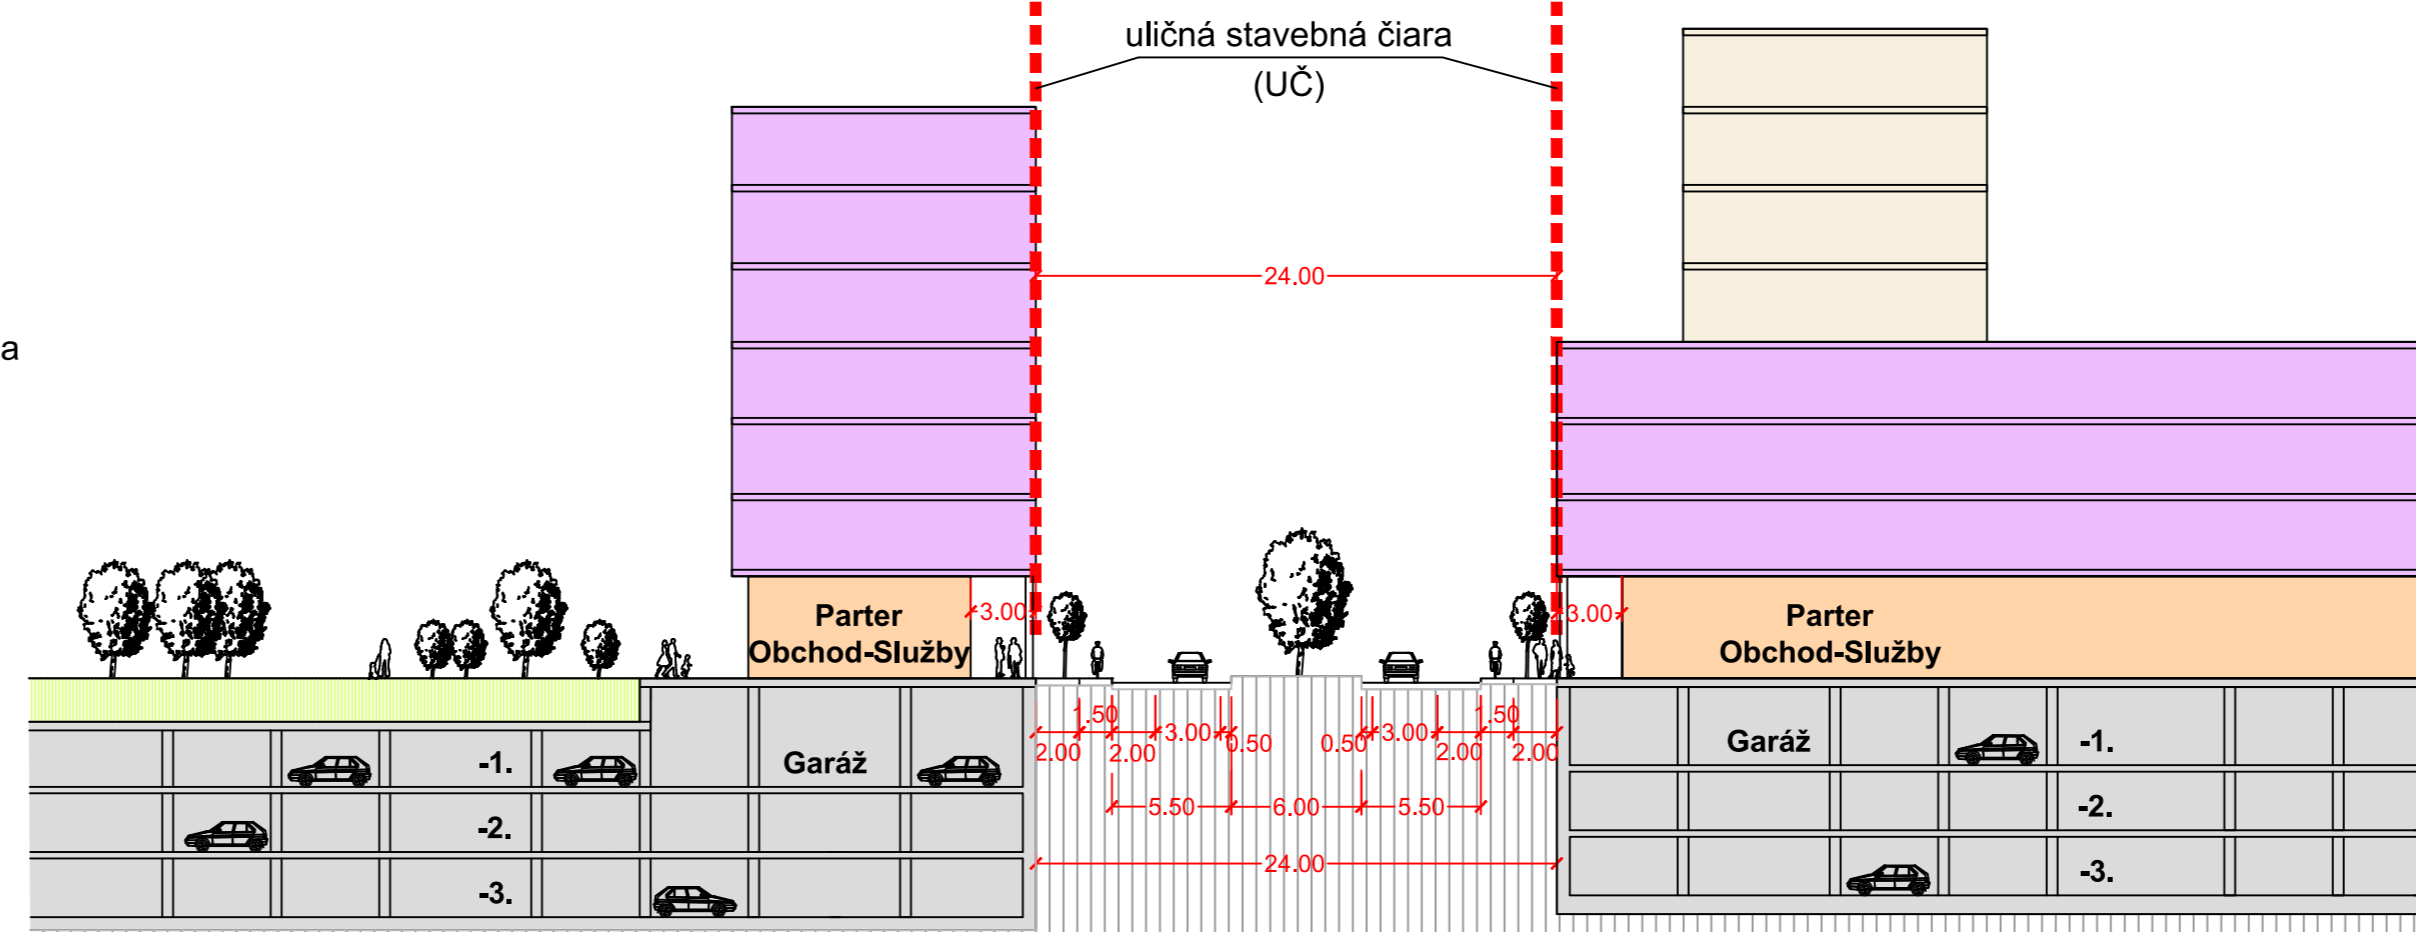 uličná stavebná čiara
(UČ)
24.00
a
Parter
Obchod-Služby
3.00
3.00
Parter
Obchod-Služby
1.50
1.50
3.00
3.00
2.00
2.00
0.50
0.50
2.00
2.00
Garáž
-1.
Garáž
-1.
5.50
6.00
5.50
-2.
-2.
24.00
-3.
-3.